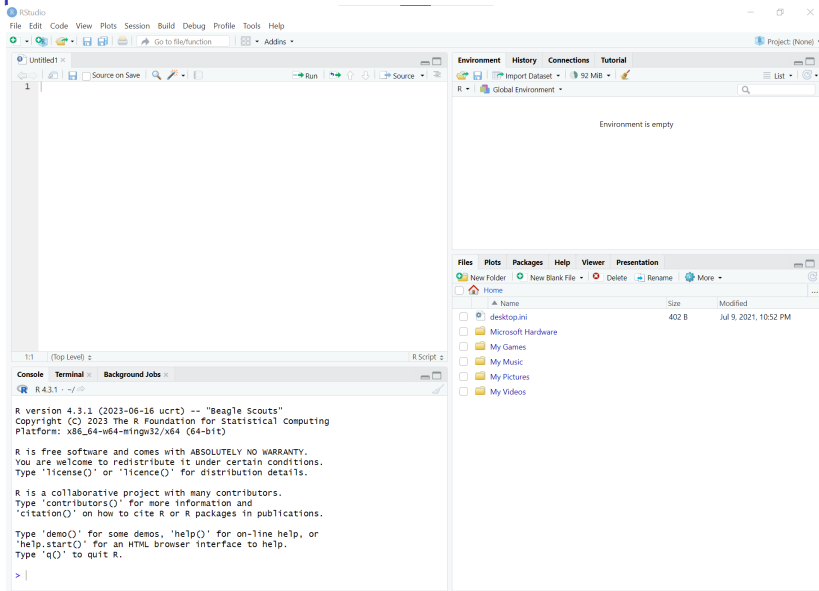 RStudio
File Edit Code View Plots Session Build Debug Profile Tools Help
Go to file/function Addins Project: (None)
Untitled1
Source on Save Run Source
1
1:1 (Top Level) R Script
Console Terminal Background Jobs
R 4.3.1 · ~/
R version 4.3.1 (2023-06-16 ucrt) -- "Beagle Scouts"
Copyright (C) 2023 The R Foundation for Statistical Computing
Platform: x86_64-w64-mingw32/x64 (64-bit)
R is free software and comes with ABSOLUTELY NO WARRANTY.
You are welcome to redistribute it under certain conditions.
Type 'license()' or 'licence()' for distribution details.
R is a collaborative project with many contributors.
Type 'contributors()' for more information and
'citation()' on how to cite R or R packages in publications.
Type 'demo()' for some demos, 'help()' for on-line help, or
'help.start()' for an HTML browser interface to help.
Type 'q()' to quit R.
>
Environment History Connections Tutorial
Import Dataset 92 MiB List
R Global Environment
Environment is empty
Files Plots Packages Help Viewer Presentation
New Folder New Blank File Delete Rename More
Home ...
Name Size Modified
desktop.ini 402 B Jul 9, 2021, 10:52 PM
Microsoft Hardware
My Games
My Music
My Pictures
My Videos